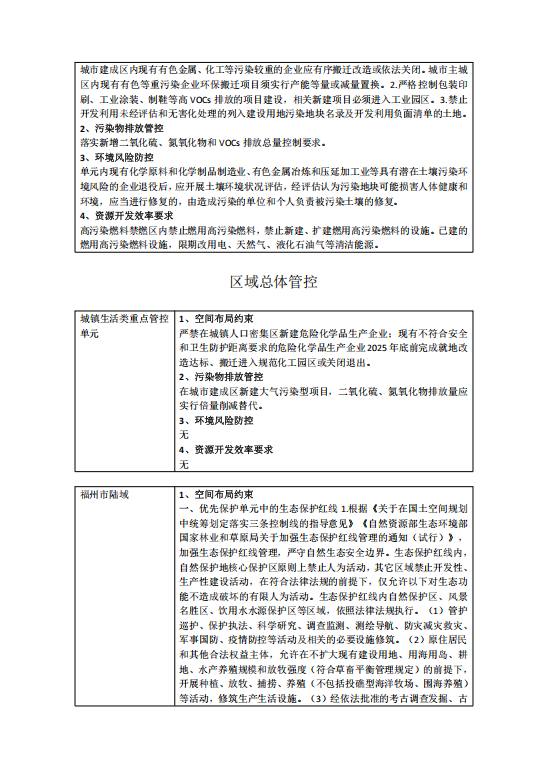 城市建成区内现有有色金属、化工等污染较重的企业应有序搬迁改造或依法关闭。城市主城
区内现有有色等重污染企业环保搬迁项目须实行产能等量或减量置换。2.严格控制包装印
刷、工业涂装、制鞋等高 VOCs 排放的项目建设，相关新建项目必须进入工业园区。3.禁止
开发利用未经评估和无害化处理的列入建设用地污染地块名录及开发利用负面清单的土地。
2、污染物排放管控
落实新增二氧化硫、氮氧化物和 VOCs 排放总量控制要求。
3、环境风险防控
单元内现有化学原料和化学制品制造业、有色金属冶炼和压延加工业等具有潜在土壤污染环
境风险的企业退役后，应开展土壤环境状况评估，经评估认为污染地块可能损害人体健康和
环境，应当进行修复的，由造成污染的单位和个人负责被污染土壤的修复。
4、资源开发效率要求
高污染燃料禁燃区内禁止燃用高污染燃料，禁止新建、扩建燃用高污染燃料的设施。已建的
燃用高污染燃料设施，限期改用电、天然气、液化石油气等清洁能源。
区域总体管控
城镇生活类重点管控
单元
1、空间布局约束
严禁在城镇人口密集区新建危险化学品生产企业；现有不符合安全
和卫生防护距离要求的危险化学品生产企业 2025 年底前完成就地改
造达标、搬迁进入规范化工园区或关闭退出。
2、污染物排放管控
在城市建成区新建大气污染型项目，二氧化硫、氮氧化物排放量应
实行倍量削减替代。
3、环境风险防控
无
4、资源开发效率要求
无
福州市陆域
1、空间布局约束
一、优先保护单元中的生态保护红线 1.根据《关于在国土空间规划
中统筹划定落实三条控制线的指导意见》《自然资源部生态环境部
国家林业和草原局关于加强生态保护红线管理的通知（试行）》，
加强生态保护红线管理，严守自然生态安全边界。生态保护红线内，
自然保护地核心保护区原则上禁止人为活动，其它区域禁止开发性、
生产性建设活动，在符合法律法规的前提下，仅允许以下对生态功
能不造成破坏的有限人为活动。生态保护红线内自然保护区、风景
名胜区、饮用水水源保护区等区域，依照法律法规执行。（1）管护
巡护、保护执法、科学研究、调查监测、测绘导航、防灾减灾救灾、
军事国防、疫情防控等活动及相关的必要设施修筑。（2）原住居民
和其他合法权益主体，允许在不扩大现有建设用地、用海用岛、耕
地、水产养殖规模和放牧强度（符合草畜平衡管理规定）的前提下，
开展种植、放牧、捕捞、养殖（不包括投礁型海洋牧场、围海养殖）
等活动，修筑生产生活设施。（3）经依法批准的考古调查发掘、古